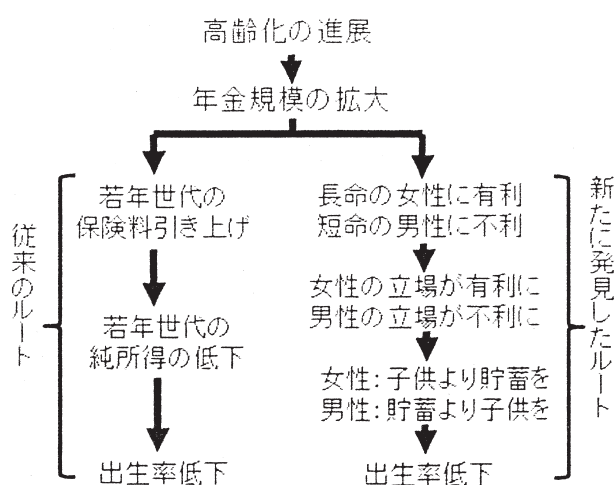 高齢化の進展
年金規模の拡大
従来のルート
若年世代の
保険料引き上げ
若年世代の
純所得の低下
出生率低下
長命の女性に有利
短命の男性に不利
女性の立場が有利に
男性の立場が不利に
女性：子供より貯蓄を
男性：貯蓄より子供を
出生率低下
新たに発見したルート